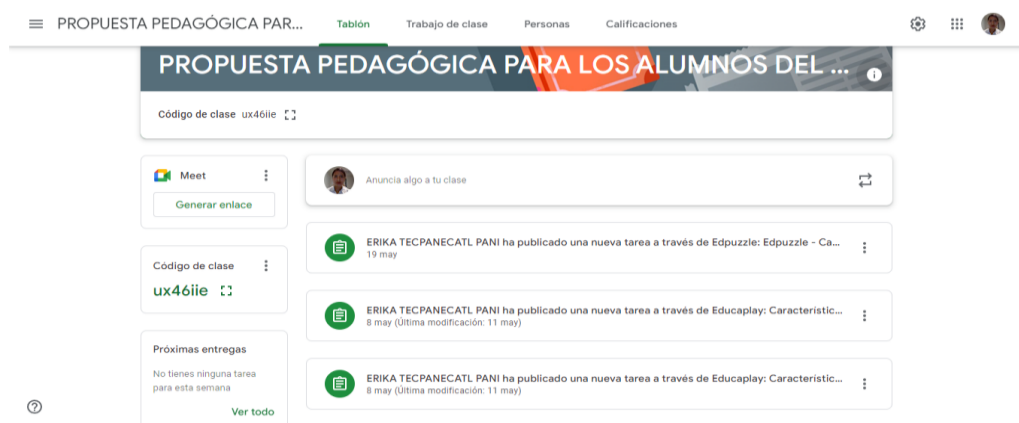 PROPUESTA PEDAGÓGICA PAR...
Tablón
Trabajo de clase
Personas
Calificaciones
PROPUESTA PEDAGÓGICA PARA LOS ALUMNOS DEL ...
Código de clase ux46iie
Meet
Generar enlace
Código de clase
ux46iie
Próximas entregas
No tienes ninguna tarea
para esta semana
Ver todo
Anuncia algo a tu clase
ERIKA TECPANECATL PANI ha publicado una nueva tarea a través de Edpuzzle: Edpuzzle - Ca...
19 may
ERIKA TECPANECATL PANI ha publicado una nueva tarea a través de Educaplay: Característic...
8 may (Última modificación: 11 may)
ERIKA TECPANECATL PANI ha publicado una nueva tarea a través de Educaplay: Característic...
8 may (Última modificación: 11 may)